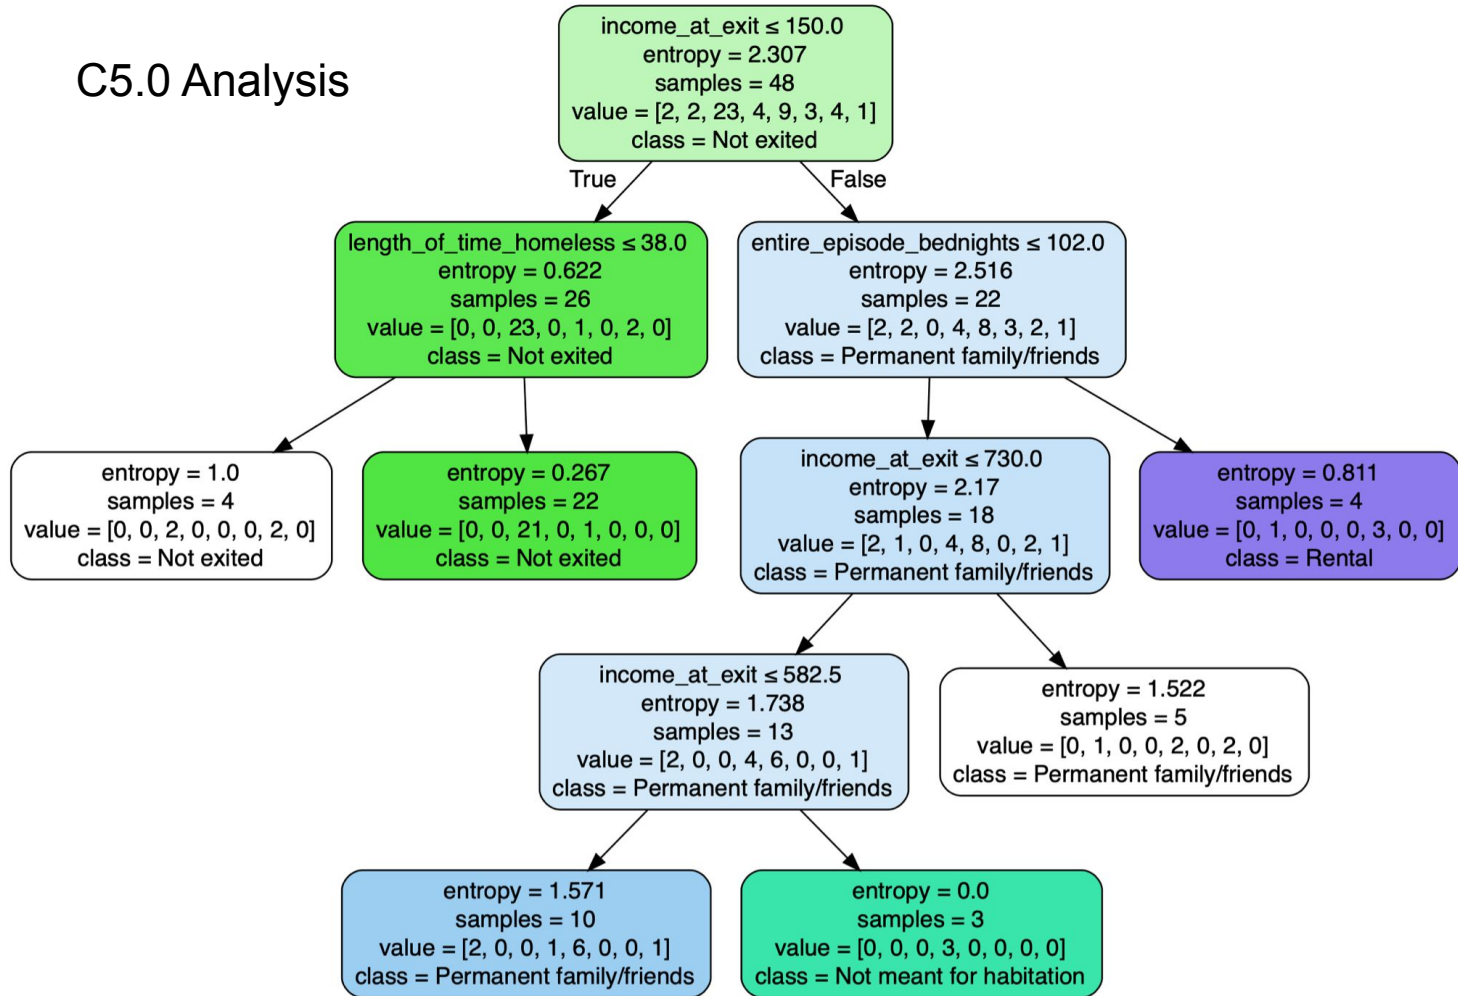 C5.0 Analysis
income_at_exit ≤ 150.0
entropy = 2.307
samples = 48
value = [2, 2, 23, 4, 9, 3, 4, 1]
class = Not exited
True
False
length_of_time_homeless ≤ 38.0
entropy = 0.622
samples = 26
value = [0, 0, 23, 0, 1, 0, 2, 0]
class = Not exited
entire_episode_bednights ≤ 102.0
entropy = 2.516
samples = 22
value = [2, 2, 0, 4, 8, 3, 2, 1]
class = Permanent family/friends
entropy = 1.0
samples = 4
value = [0, 0, 2, 0, 0, 0, 2, 0]
class = Not exited
entropy = 0.267
samples = 22
value = [0, 0, 21, 0, 1, 0, 0, 0]
class = Not exited
income_at_exit ≤ 730.0
entropy = 2.17
samples = 18
value = [2, 1, 0, 4, 8, 0, 2, 1]
class = Permanent family/friends
entropy = 0.811
samples = 4
value = [0, 1, 0, 0, 0, 3, 0, 0]
class = Rental
income_at_exit ≤ 582.5
entropy = 1.738
samples = 13
value = [2, 0, 0, 4, 6, 0, 0, 1]
class = Permanent family/friends
entropy = 1.522
samples = 5
value = [0, 1, 0, 0, 2, 0, 2, 0]
class = Permanent family/friends
entropy = 1.571
samples = 10
value = [2, 0, 0, 1, 6, 0, 0, 1]
class = Permanent family/friends
entropy = 0.0
samples = 3
value = [0, 0, 0, 3, 0, 0, 0, 0]
class = Not meant for habitation